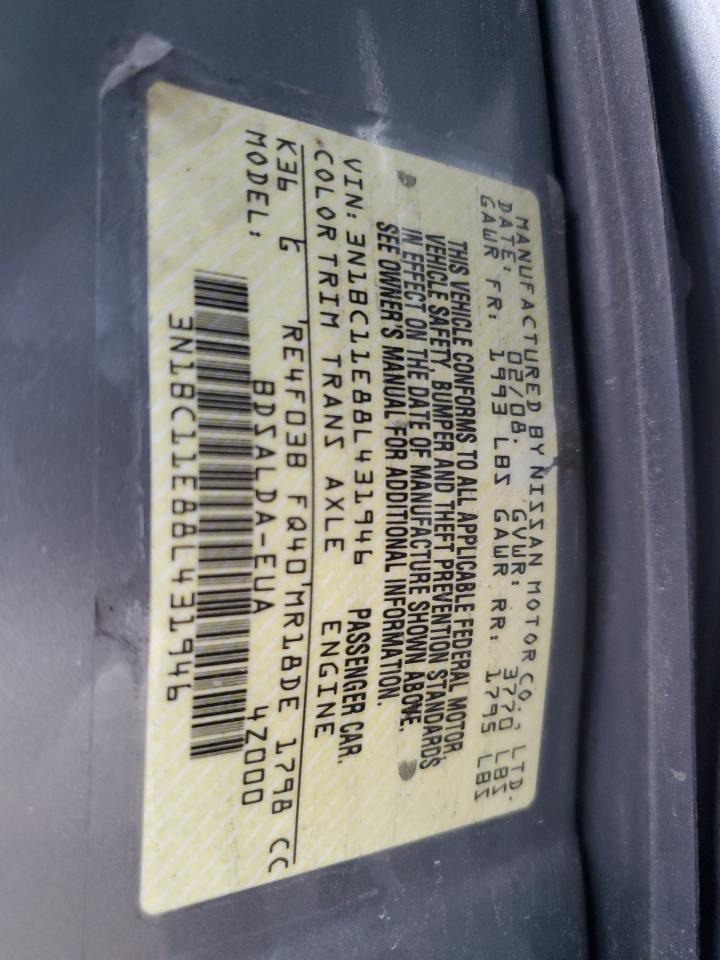 MANUFACTURED BY NISSAN MOTOR CO., LTD.
DATE: 02/08. GVWR: 3770 LBS
GAWR FR: 1993 LBS GAWR RR: 1795 LBS
THIS VEHICLE CONFORMS TO ALL APPLICABLE FEDERAL MOTOR
VEHICLE SAFETY, BUMPER AND THEFT PREVENTION STANDARDS
IN EFFECT ON THE DATE OF MANUFACTURE SHOWN ABOVE.
SEE OWNER'S MANUAL FOR ADDITIONAL INFORMATION.
VIN: 3N1BC11E88L431946 PASSENGER CAR.
COLOR TRIM TRANS AXLE ENGINE
K36 G RE4F03B FQ40 MR18DE 1798 CC
MODEL: BDSALDA-EUA 4Z000
3N1BC11E88L431946